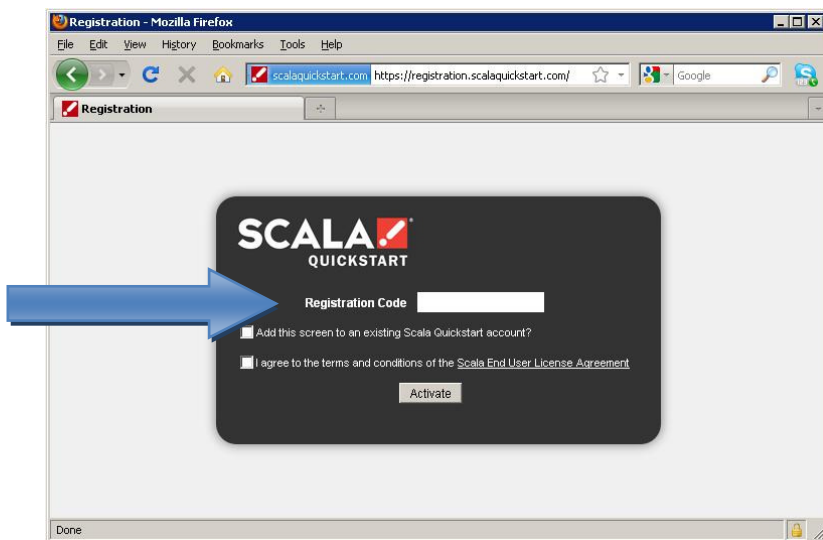 Registration - Mozilla Firefox
File Edit View History Bookmarks Tools Help
scalaquickstart.com https://registration.scalaquickstart.com/ Google
Registration
SCALA
QUICKSTART
Registration Code
Add this screen to an existing Scala Quickstart account?
I agree to the terms and conditions of the Scala End User License Agreement
Activate
Done